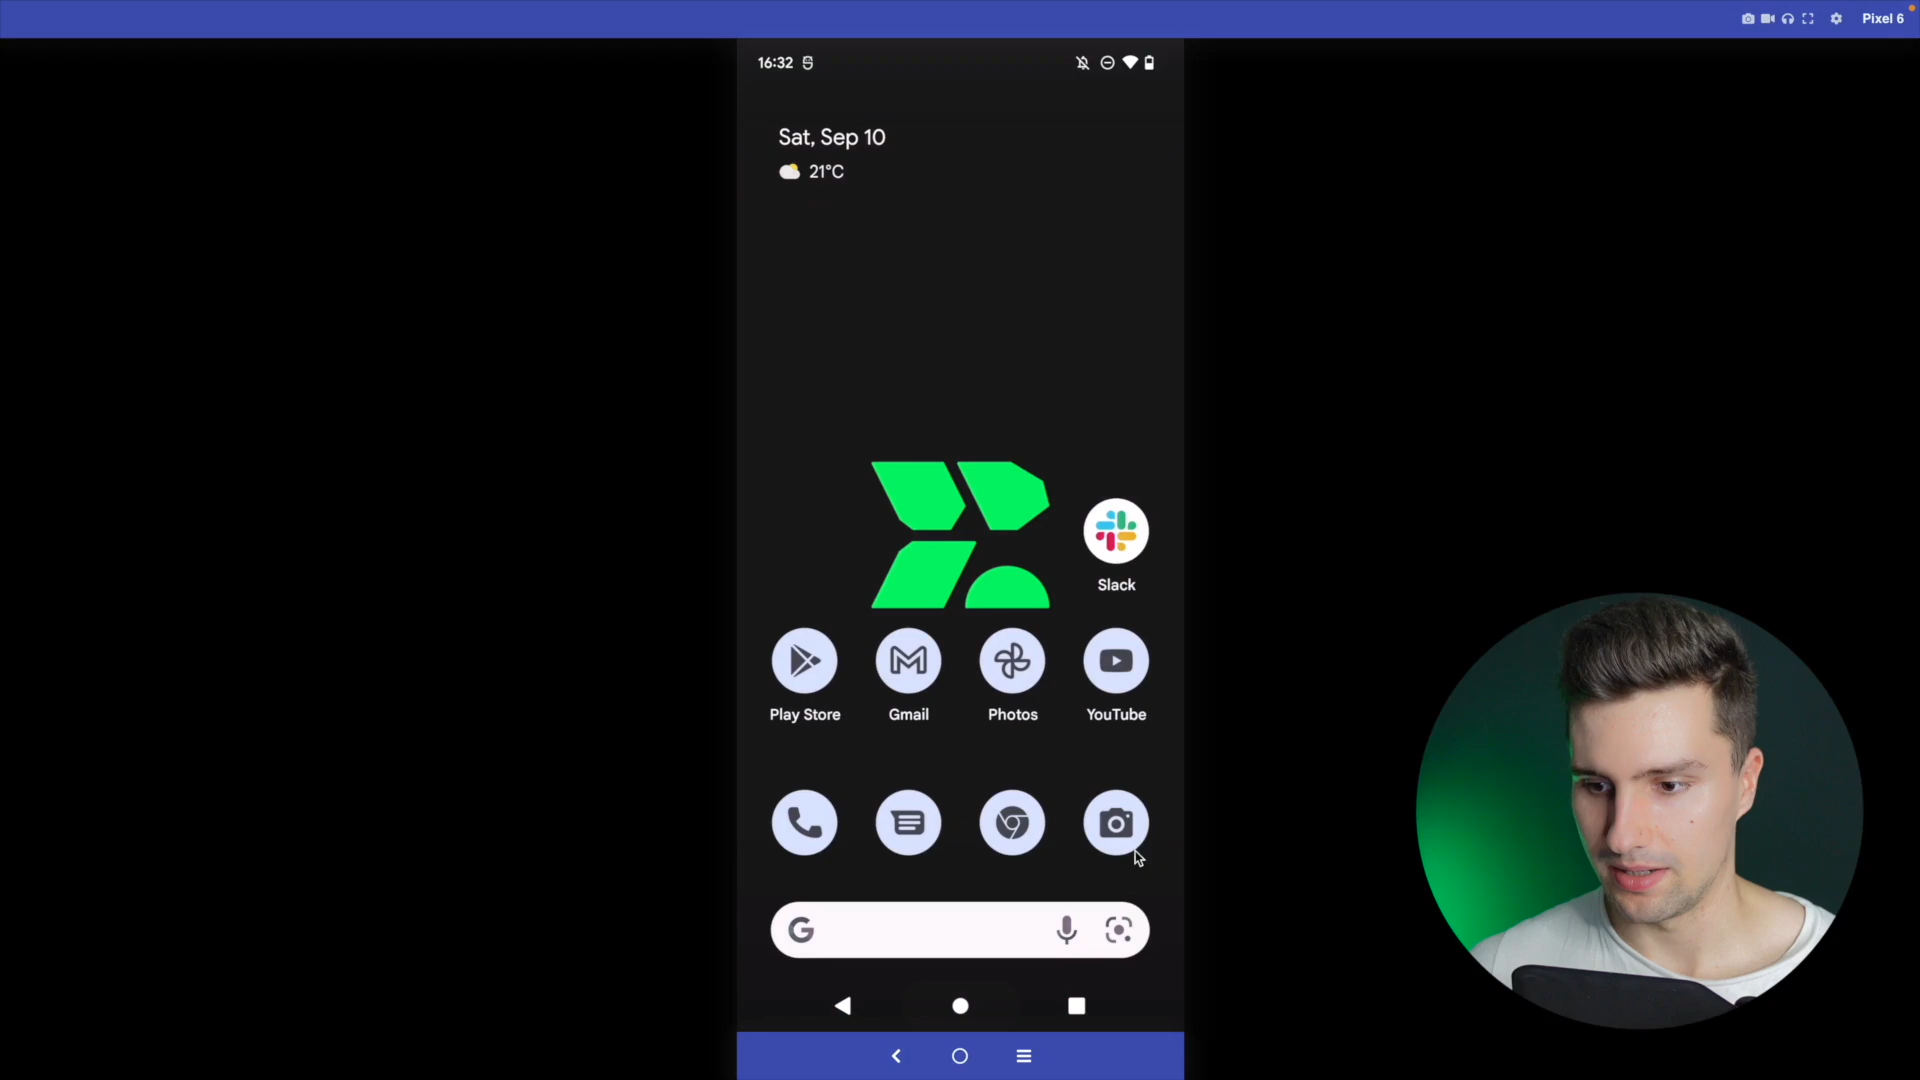 Pixel 6
16:32
Sat, Sep 10
21°C
Slack
Play Store
Gmail
Photos
YouTube